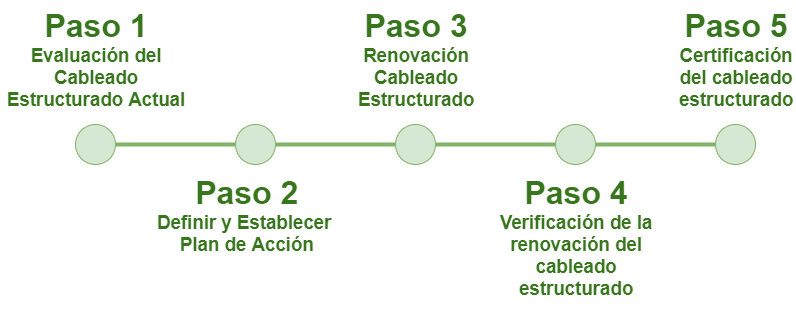 Paso 1
Evaluación del
Cableado
Estructurado Actual
Paso 2
Definir y Establecer
Plan de Acción
Paso 3
Renovación
Cableado
Estructurado
Paso 4
Verificación de la
renovación del
cableado
estructurado
Paso 5
Certificación
del cableado
estructurado